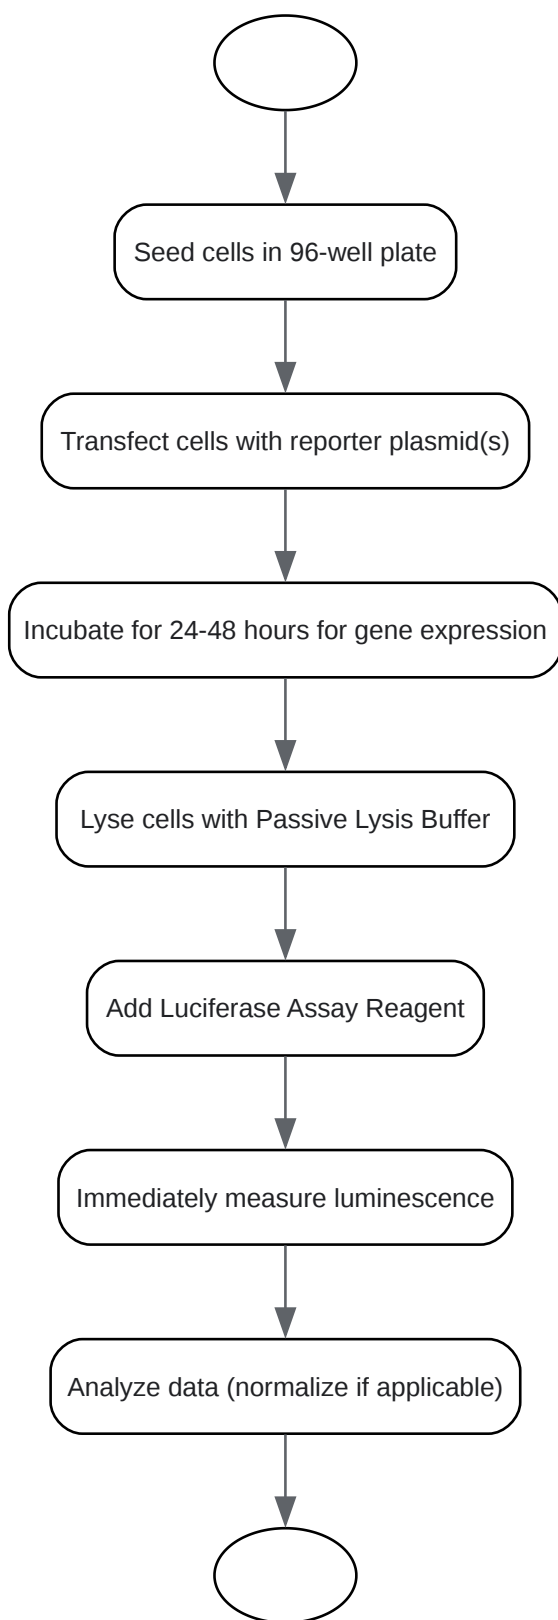 Seed cells in 96-well plate
Transfect cells with reporter plasmid(s)
Incubate for 24-48 hours for gene expression
Lyse cells with Passive Lysis Buffer
Add Luciferase Assay Reagent
Immediately measure luminescence
Analyze data (normalize if applicable)